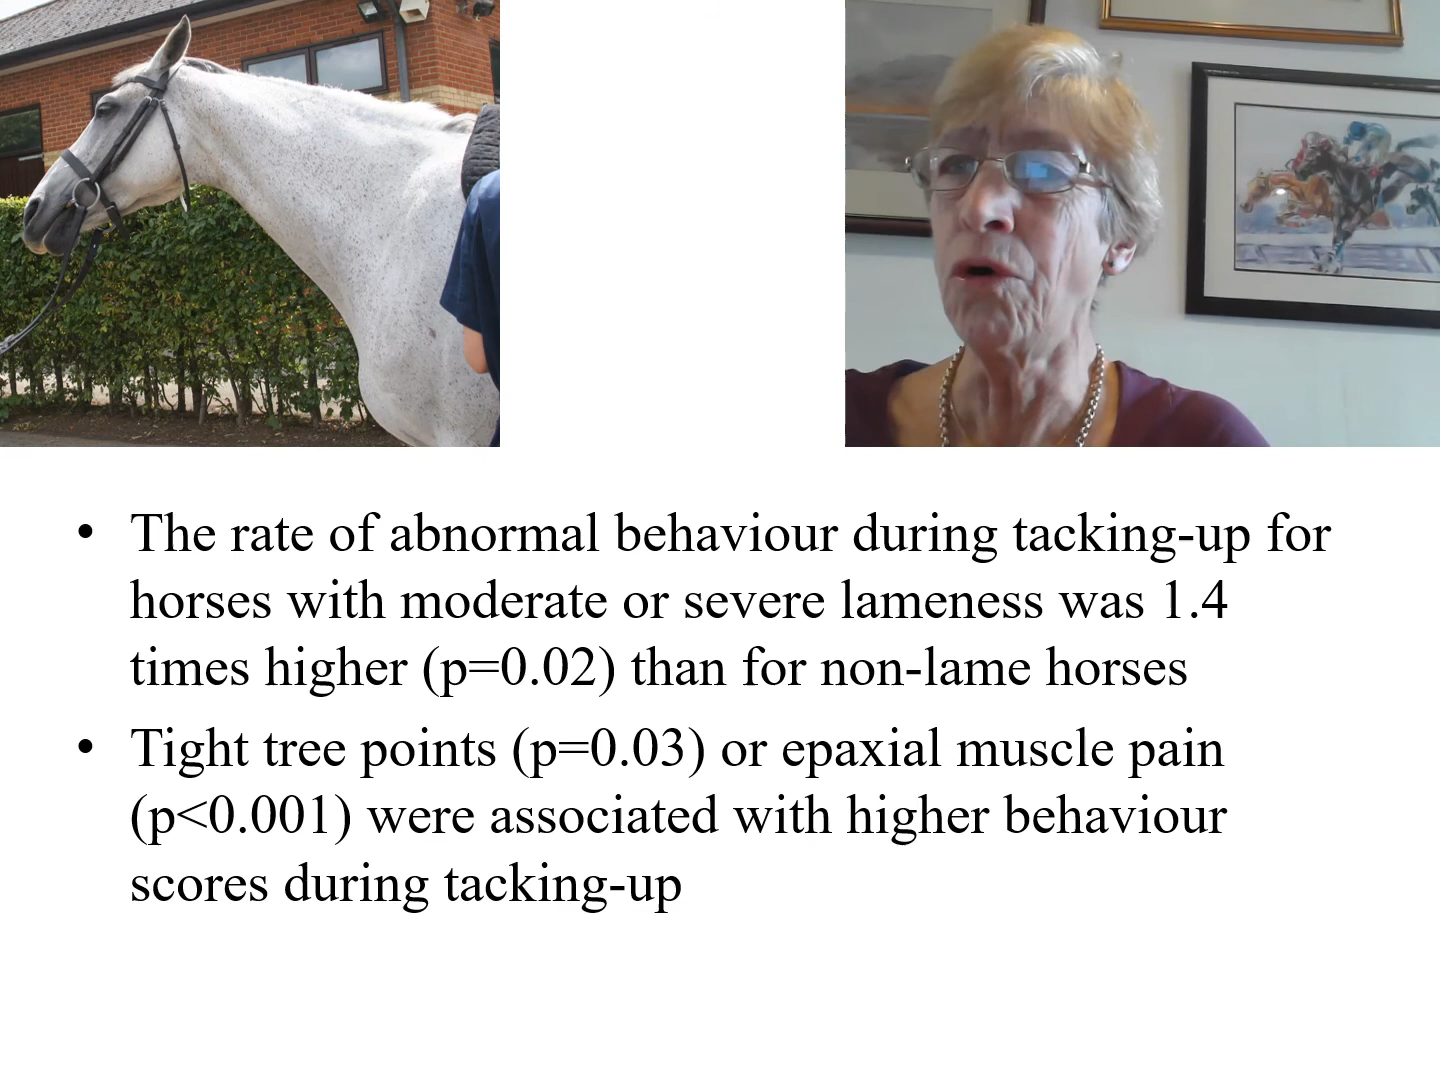 • The rate of abnormal behaviour during tacking-up for
horses with moderate or severe lameness was 1.4
times higher (p=0.02) than for non-lame horses
• Tight tree points (p=0.03) or epaxial muscle pain
(p<0.001) were associated with higher behaviour
scores during tacking-up